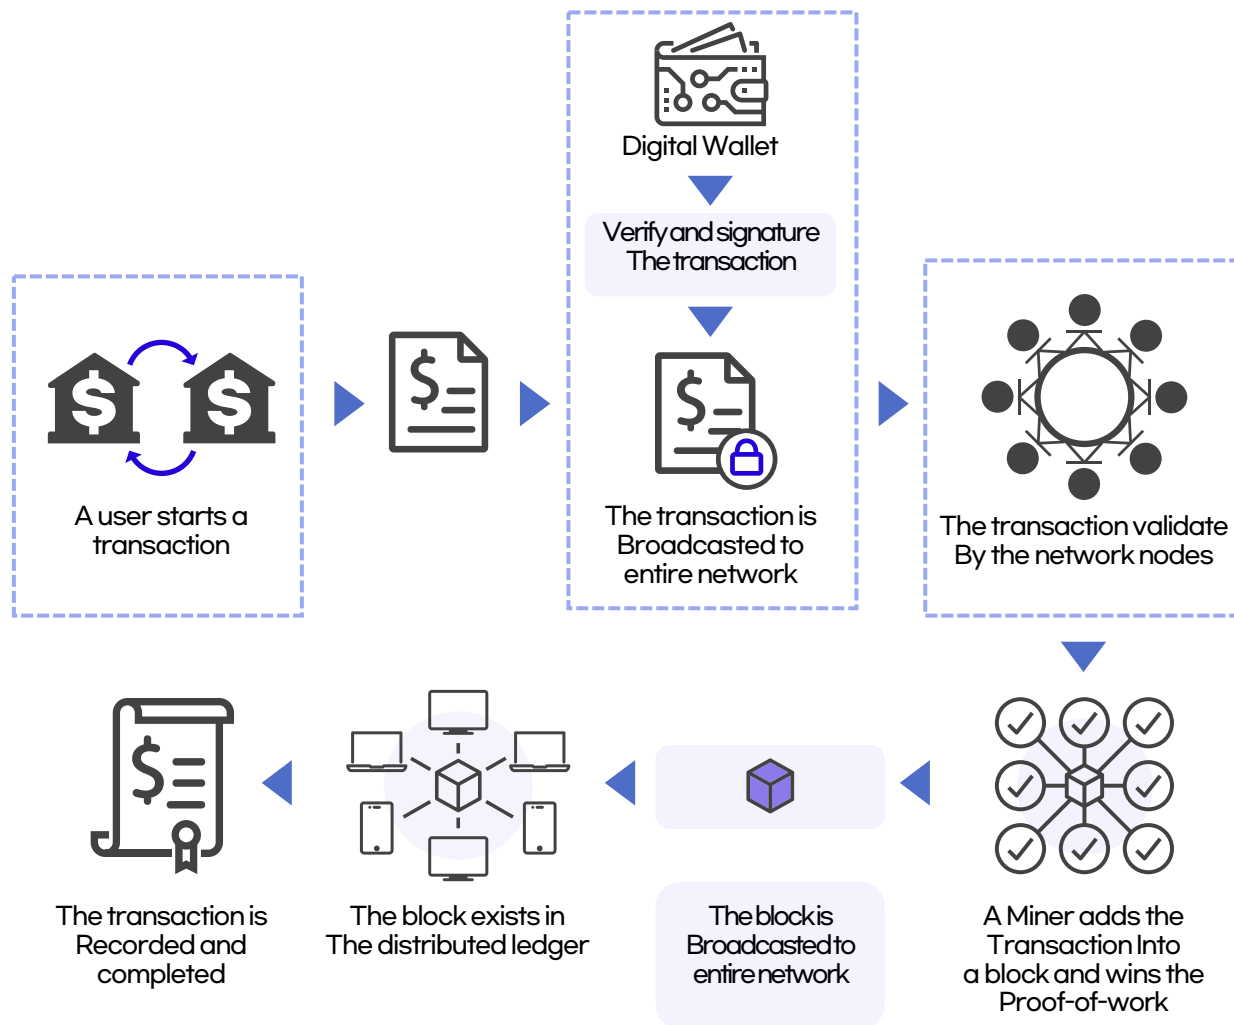 Digital Wallet
Verify and signature
The transaction
A user starts a
transaction
The transaction is
Broadcasted to
entire network
The transaction validate
By the network nodes
A Miner adds the
Transaction Into
a block and wins the
Proof-of-work
The block is
Broadcasted to
entire network
The block exists in
The distributed ledger
The transaction is
Recorded and
completed